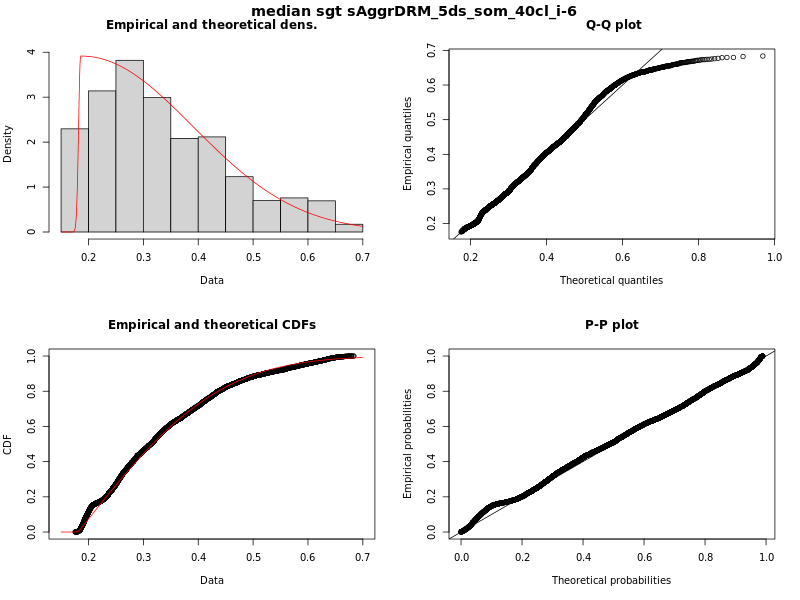 median sgt sAggrDRM_5ds_som_40cl_i-6
Empirical and theoretical dens.
Density
0 1 2 3 4
0.2 0.3 0.4 0.5 0.6 0.7
Data
Q-Q plot
Empirical quantiles
0.2 0.3 0.4 0.5 0.6 0.7
0.2 0.4 0.6 0.8 1.0
Theoretical quantiles
Empirical and theoretical CDFs
CDF
0.0 0.2 0.4 0.6 0.8 1.0
0.2 0.3 0.4 0.5 0.6 0.7
Data
P-P plot
Empirical probabilities
0.0 0.2 0.4 0.6 0.8 1.0
0.0 0.2 0.4 0.6 0.8 1.0
Theoretical probabilities